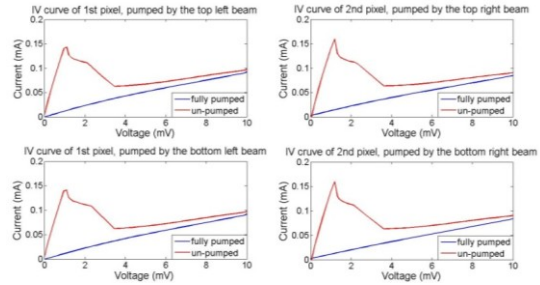 IV curve of 1st pixel, pumped by the top left beam
0.2
0.15
0.1
0.05
0
Current (mA)
0 2 4 6 8 10
Voltage (mV)
fully pumped
un-pumped
IV curve of 2nd pixel, pumped by the top right beam
0.2
0.15
0.1
0.05
0
Current (mA)
0 2 4 6 8 10
Voltage (mV)
fully pumped
un-pumped
IV curve of 1st pixel, pumped by the bottom left beam
0.2
0.15
0.1
0.05
0
Current (mA)
0 2 4 6 8 10
Voltage (mV)
fully pumped
un-pumped
IV cruve of 2nd pixel, pumped by the bottom right beam
0.2
0.15
0.1
0.05
0
Current (mA)
0 2 4 6 8 10
Voltage (mV)
fully pumped
un-pumped